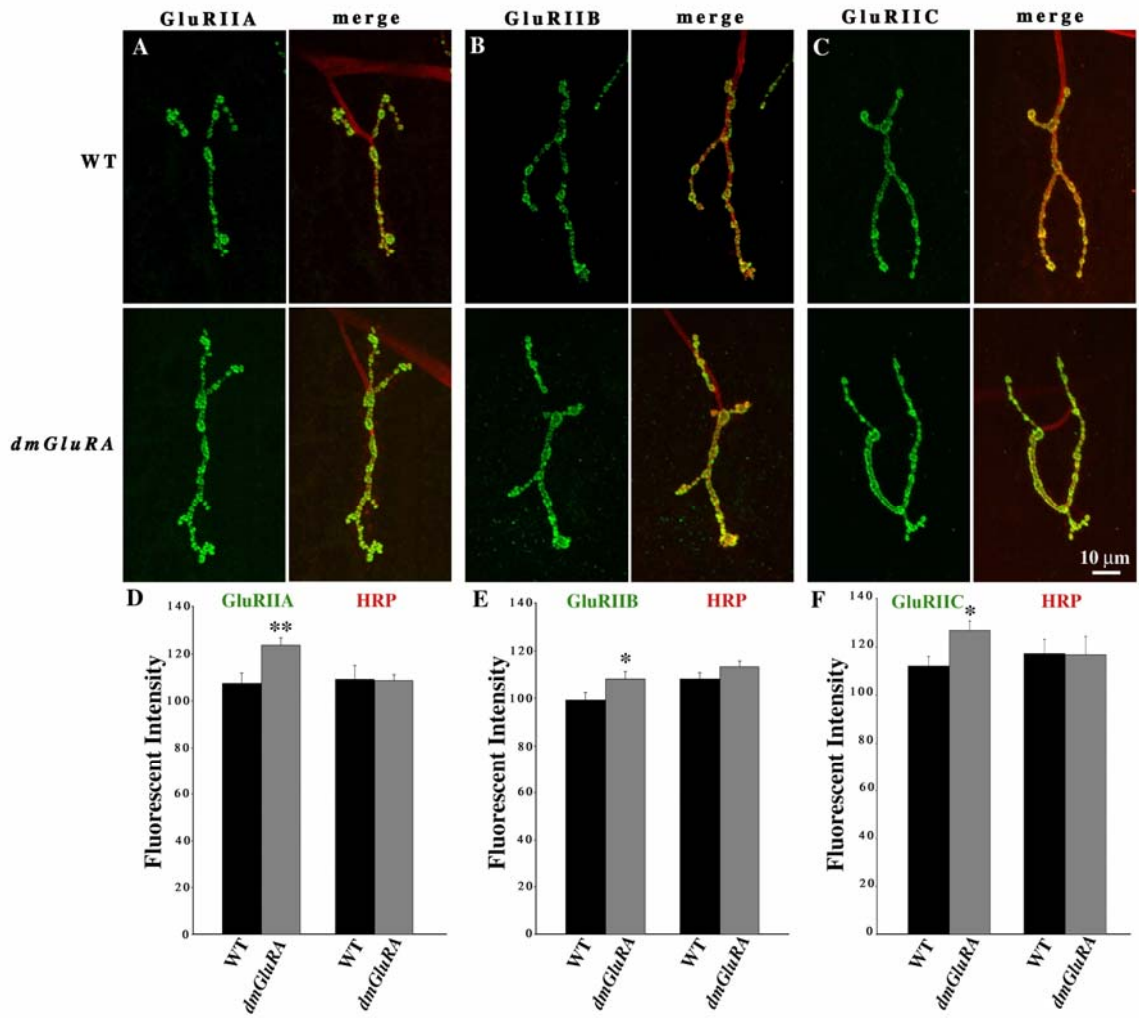 GluRIIA merge GluRIIB merge GluRIIC merge
A B C
WT
dmGluRA
10 µm
D GluRIIA HRP
E GluRIIB HRP
F GluRIIC HRP
Fluorescent Intensity
140
120
100
80
60
40
20
0
**
WT
dmGluRA
WT
dmGluRA
Fluorescent Intensity
140
120
100
80
60
40
20
0
*
WT
dmGluRA
WT
dmGluRA
Fluorescent Intensity
140
120
100
80
60
40
20
0
*
WT
dmGluRA
WT
dmGluRA